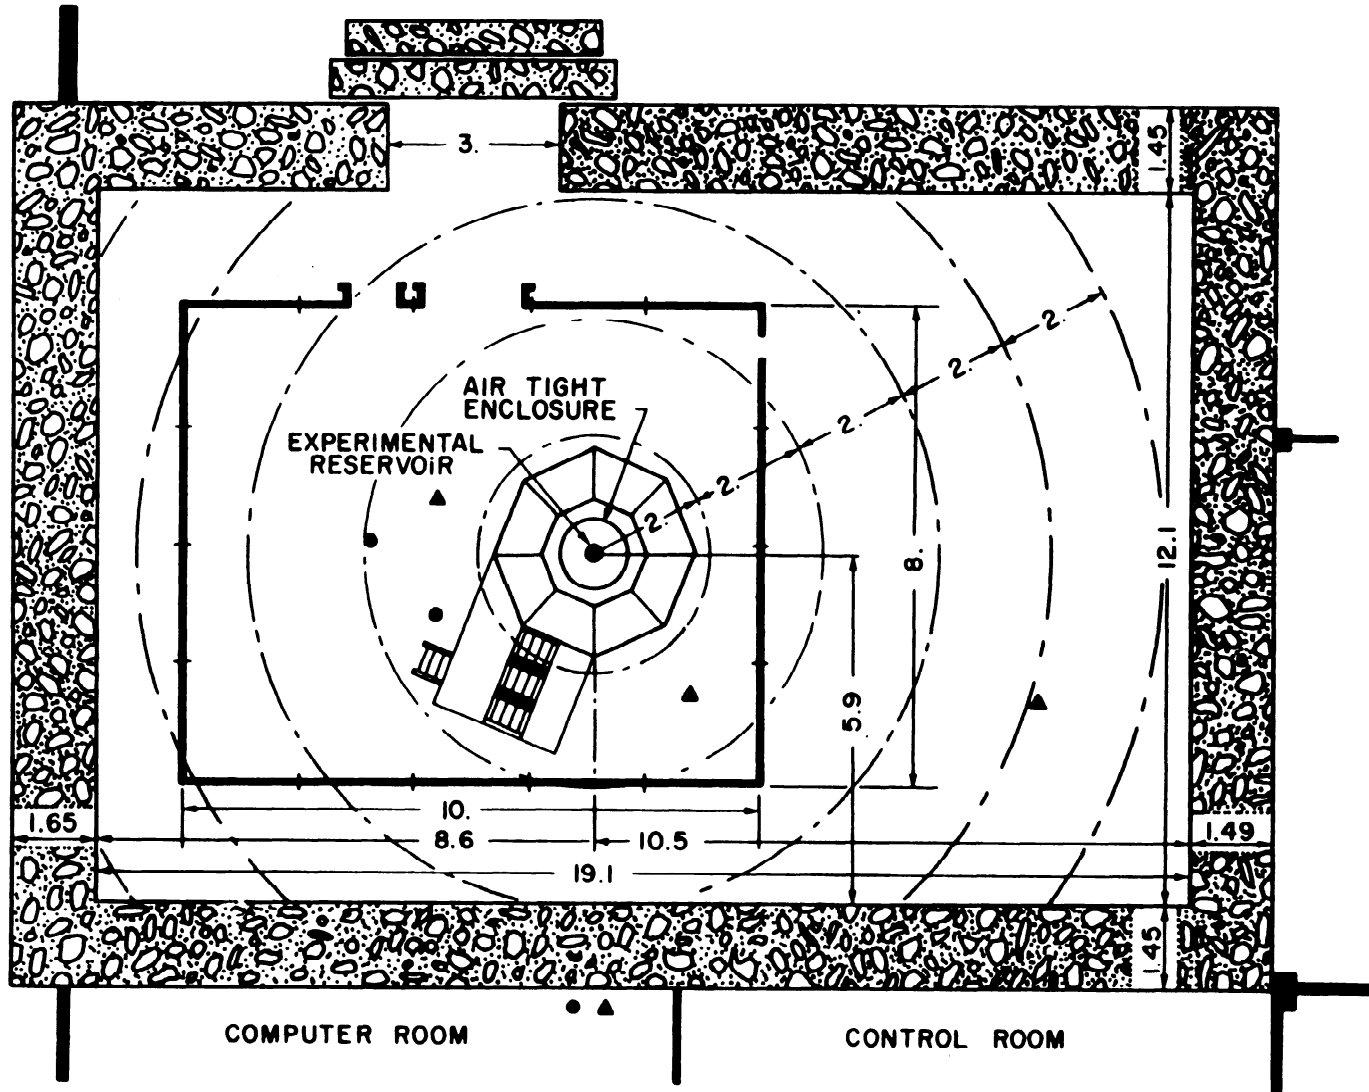 3.
1.45
2.
2.
2.
2.
2.
AIR TIGHT
ENCLOSURE
EXPERIMENTAL
RESERVOiR
8.
12.1
5.9
10.
1.65
8.6
10.5
1.49
19.1
1.45
COMPUTER ROOM
CONTROL ROOM